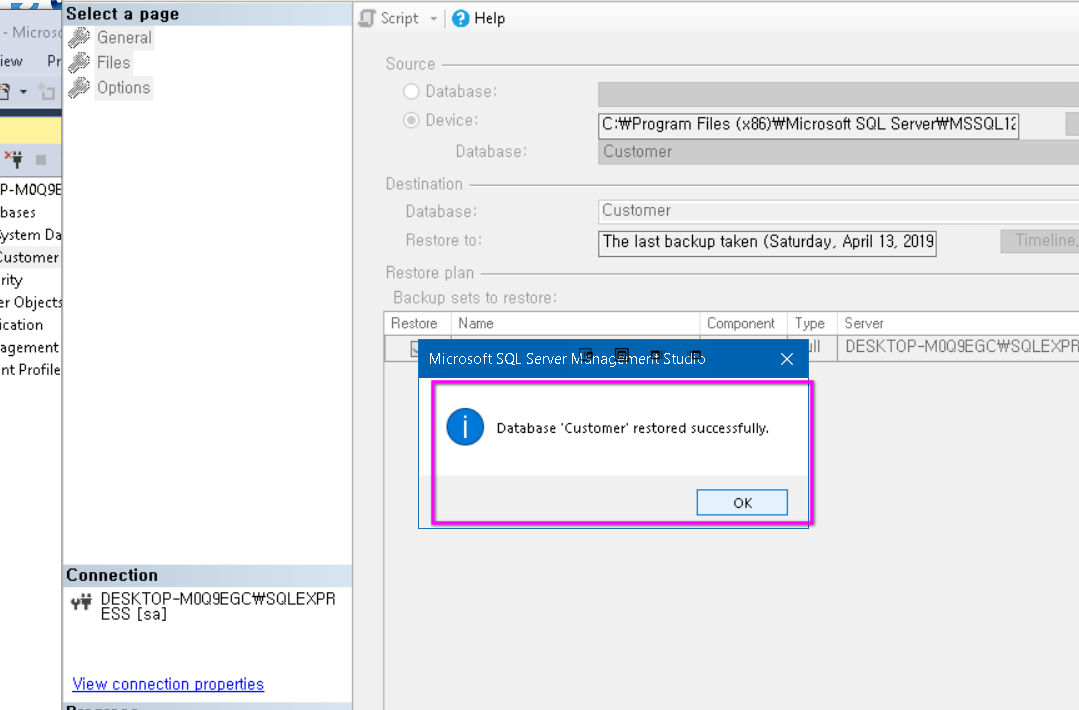 Select a page
General
Files
Options
- Microso
iew Pr
P-M0Q9E
bases
System Da
Customer
rity
er Objects
ication
agement
nt Profile
Connection
DESKTOP-M0Q9EGC₩SQLEXPR
ESS [sa]
View connection properties
Script Help
Source
Database:
Device: C:₩Program Files (x86)₩Microsoft SQL Server₩MSSQL12
Database: Customer
Destination
Database: Customer
Restore to: The last backup taken (Saturday, April 13, 2019 Timeline.
Restore plan
Backup sets to restore:
Restore Name Component Type Server
ull DESKTOP-M0Q9EGC₩SQLEXPR
Microsoft SQL Server Management Studio
Database 'Customer' restored successfully.
OK